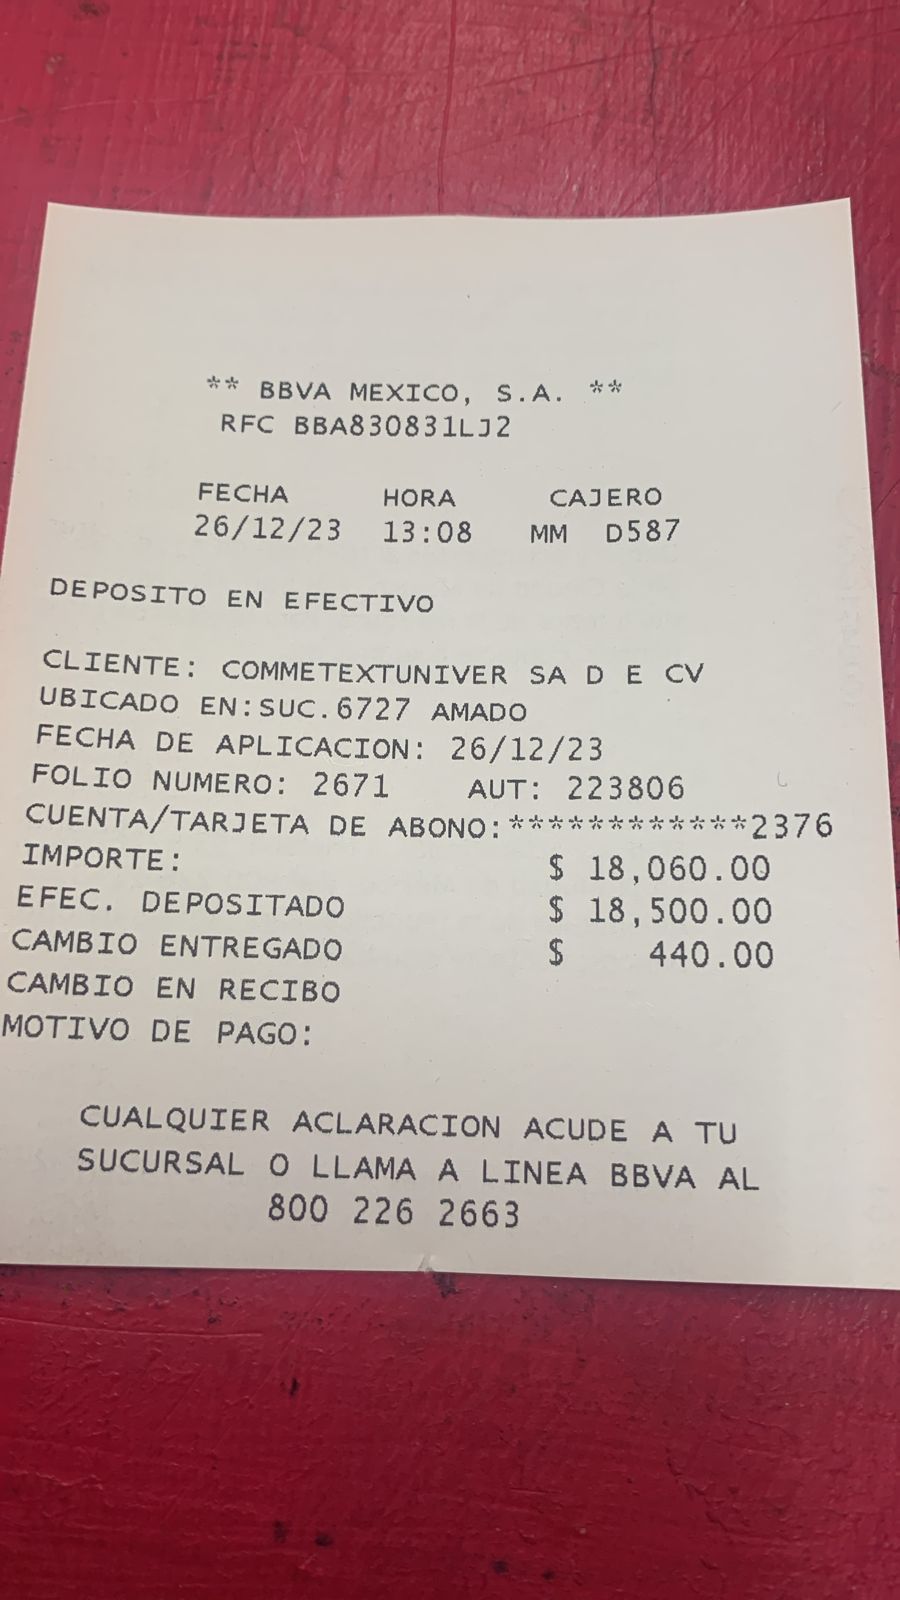 ** BBVA MEXICO, S.A. **
RFC BBA830831LJ2
FECHA HORA CAJERO
26/12/23 13:08 MM D587
DEPOSITO EN EFECTIVO
CLIENTE: COMMETEXTUNIVER SA D E CV
UBICADO EN:SUC.6727 AMADO
FECHA DE APLICACION: 26/12/23
FOLIO NUMERO: 2671 AUT: 223806
CUENTA/TARJETA DE ABONO:************2376
IMPORTE: $ 18,060.00
EFEC. DEPOSITADO $ 18,500.00
CAMBIO ENTREGADO $ 440.00
CAMBIO EN RECIBO
MOTIVO DE PAGO:
CUALQUIER ACLARACION ACUDE A TU
SUCURSAL O LLAMA A LINEA BBVA AL
800 226 2663